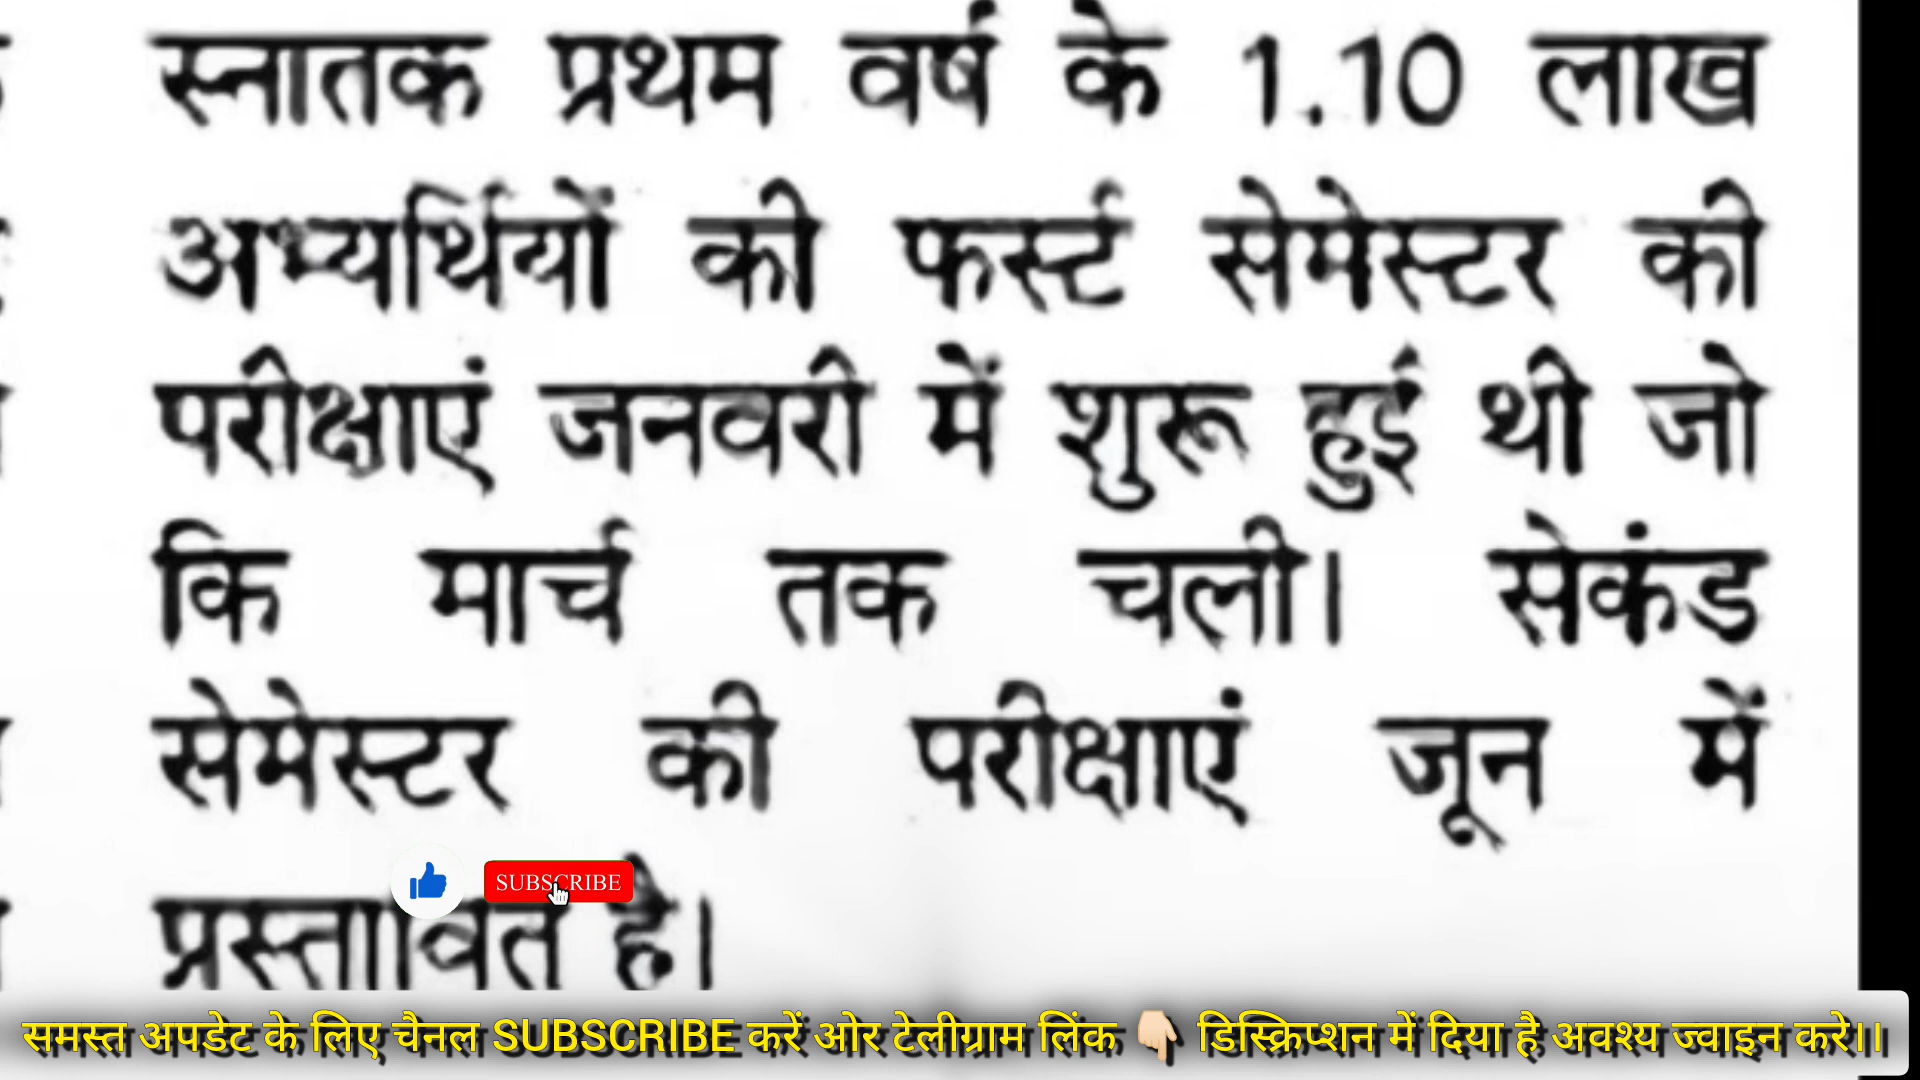 स्नातक प्रथम वर्ष के 1.10 लाख
अभ्यर्थियों की फर्स्ट सेमेस्टर की
परीक्षाएं जनवरी में शुरू हुई थी जो
कि मार्च तक चली। सेकंड
सेमेस्टर की परीक्षाएं जून में
SUBSCRIBE
प्रस्तावित है।
समस्त अपडेट के लिए चैनल SUBSCRIBE करें ओर टेलीग्राम लिंक 👇🏻 डिस्क्रिप्शन में दिया है अवश्य ज्वाइन करे।।